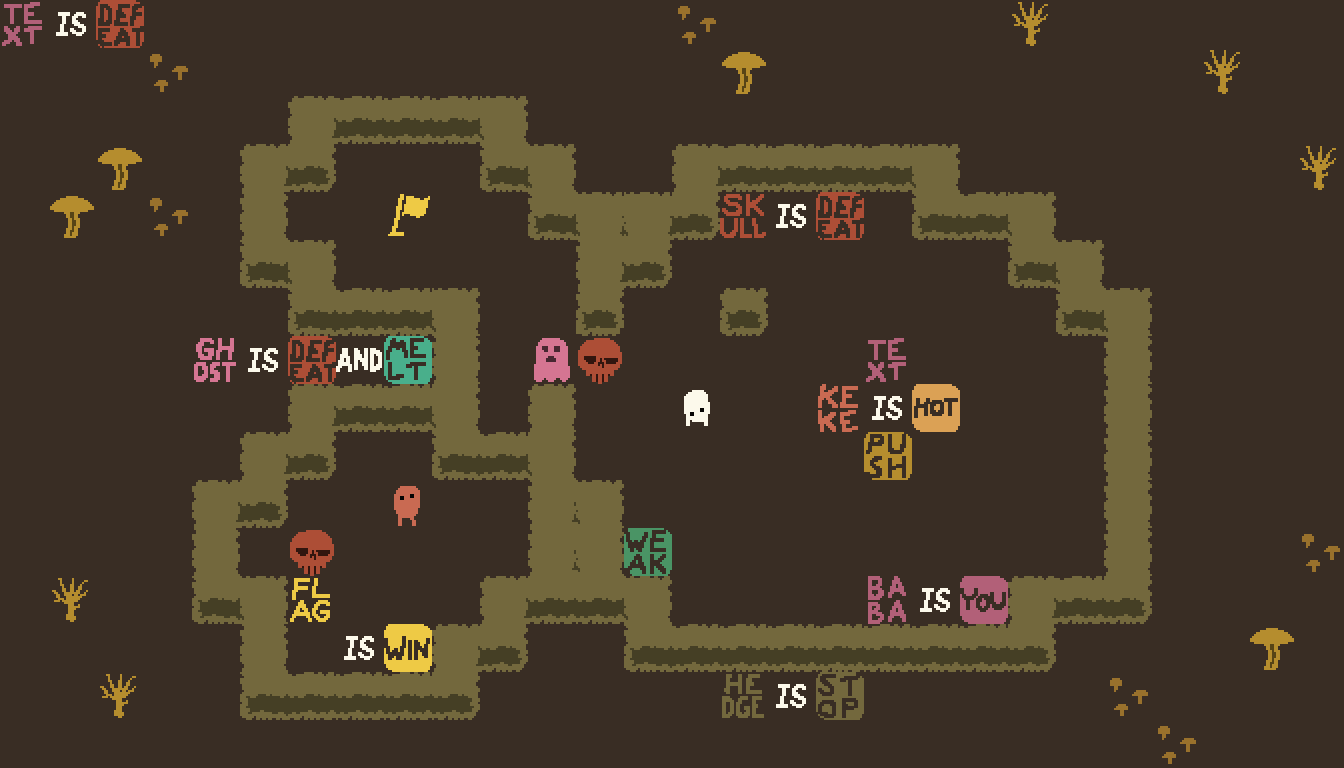 TEXT IS DEFEAT
SKULL IS DEFEAT
GHOST IS DEFEAT AND MELT
TEXT
KEKE IS HOT
PUSH
WEAK
FLAG
BABA IS YOU
IS WIN
HEDGE IS STOP